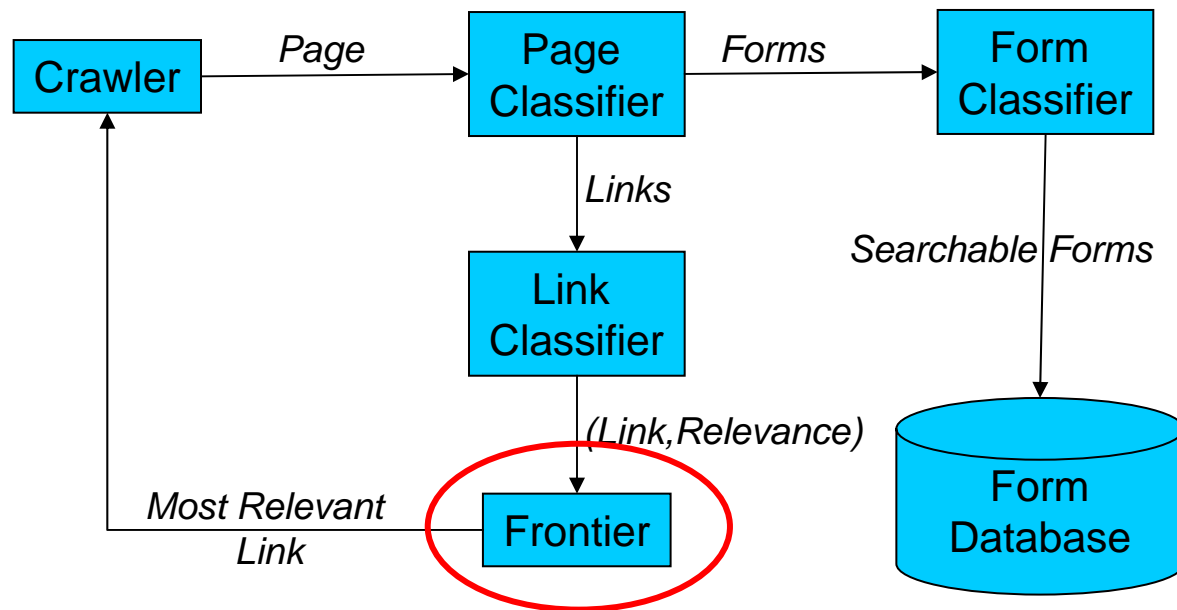 Crawler
Page
Page
Classifier
Forms
Form
Classifier
Links
Searchable Forms
Link
Classifier
(Link,Relevance)
Most Relevant
Link
Frontier
Form
Database